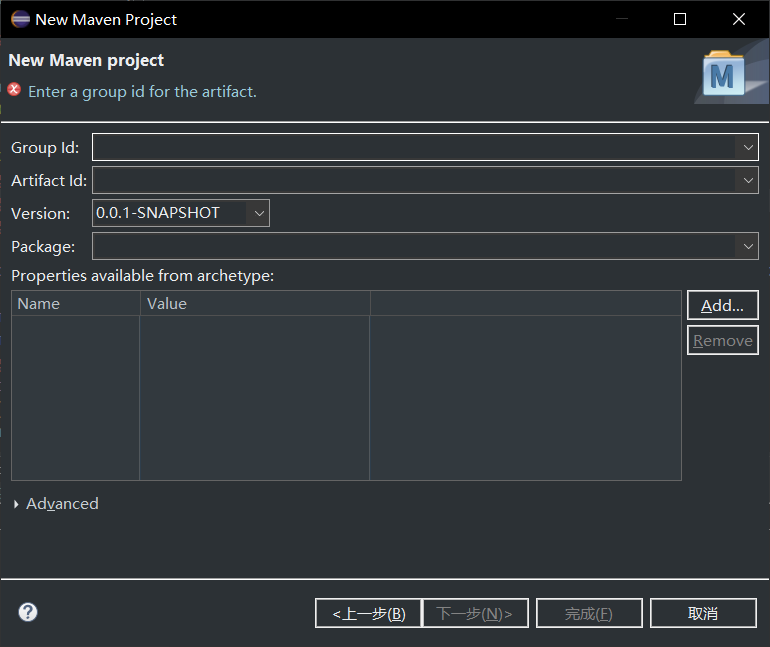 New Maven Project
New Maven project
Enter a group id for the artifact.
M
Group Id:
Artifact Id:
Version: 0.0.1-SNAPSHOT
Package:
Properties available from archetype:
Name Value
Add...
Remove
Advanced
<上一步(B) 下一步(N)> 完成(F) 取消